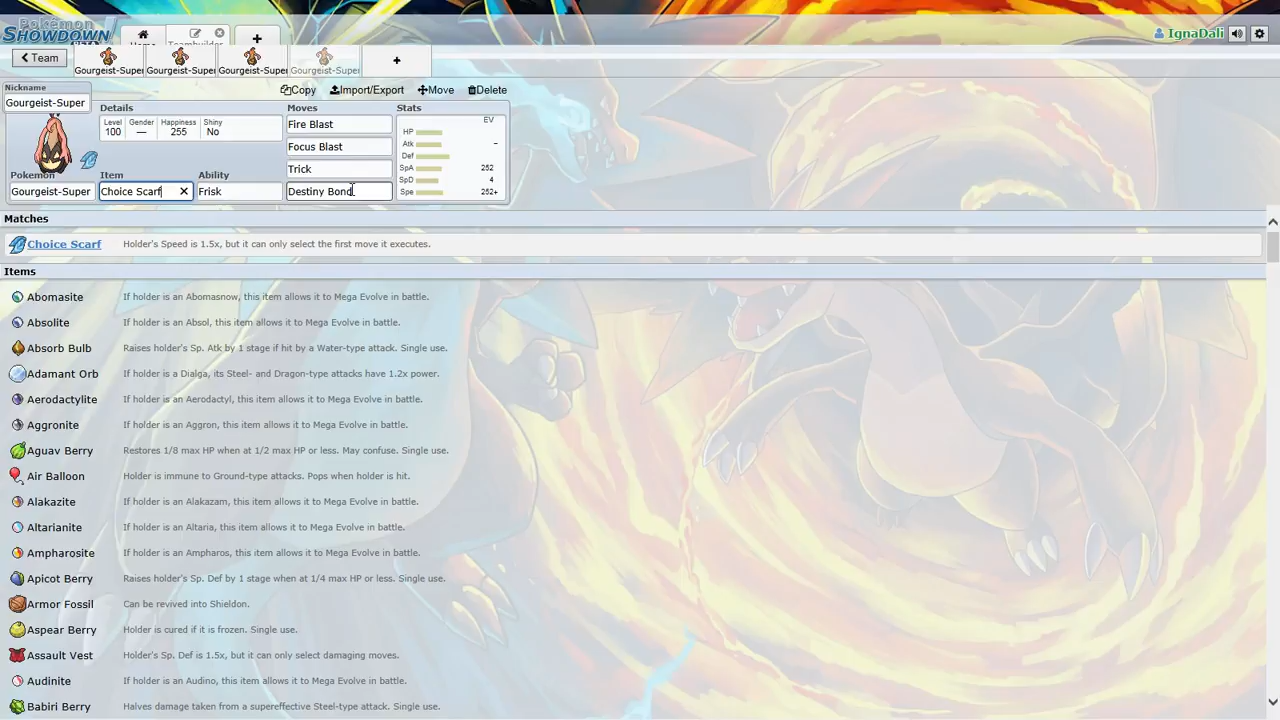 Pokémon
SHOWDOWN
Home
Teambuilder
+
IgnaDali
< Team
Gourgeist-Super
Gourgeist-Super
Gourgeist-Super
Gourgeist-Super
+
Nickname
Gourgeist-Super
Copy
Import/Export
Move
Delete
Details
Level
100
Gender
—
Happiness
255
Shiny
No
Moves
Fire Blast
Focus Blast
Trick
Destiny Bond
Stats
EV
HP
Atk –
Def
SpA 252
SpD 4
Spe 252+
Pokemon
Gourgeist-Super
Item
Choice Scarf
Ability
Frisk
Matches
Choice Scarf Holder's Speed is 1.5x, but it can only select the first move it executes.
Items
Abomasite If holder is an Abomasnow, this item allows it to Mega Evolve in battle.
Absolite If holder is an Absol, this item allows it to Mega Evolve in battle.
Absorb Bulb Raises holder's Sp. Atk by 1 stage if hit by a Water-type attack. Single use.
Adamant Orb If holder is a Dialga, its Steel- and Dragon-type attacks have 1.2x power.
Aerodactylite If holder is an Aerodactyl, this item allows it to Mega Evolve in battle.
Aggronite If holder is an Aggron, this item allows it to Mega Evolve in battle.
Aguav Berry Restores 1/8 max HP when at 1/2 max HP or less. May confuse. Single use.
Air Balloon Holder is immune to Ground-type attacks. Pops when holder is hit.
Alakazite If holder is an Alakazam, this item allows it to Mega Evolve in battle.
Altarianite If holder is an Altaria, this item allows it to Mega Evolve in battle.
Ampharosite If holder is an Ampharos, this item allows it to Mega Evolve in battle.
Apicot Berry Raises holder's Sp. Def by 1 stage when at 1/4 max HP or less. Single use.
Armor Fossil Can be revived into Shieldon.
Aspear Berry Holder is cured if it is frozen. Single use.
Assault Vest Holder's Sp. Def is 1.5x, but it can only select damaging moves.
Audinite If holder is an Audino, this item allows it to Mega Evolve in battle.
Babiri Berry Halves damage taken from a supereffective Steel-type attack. Single use.